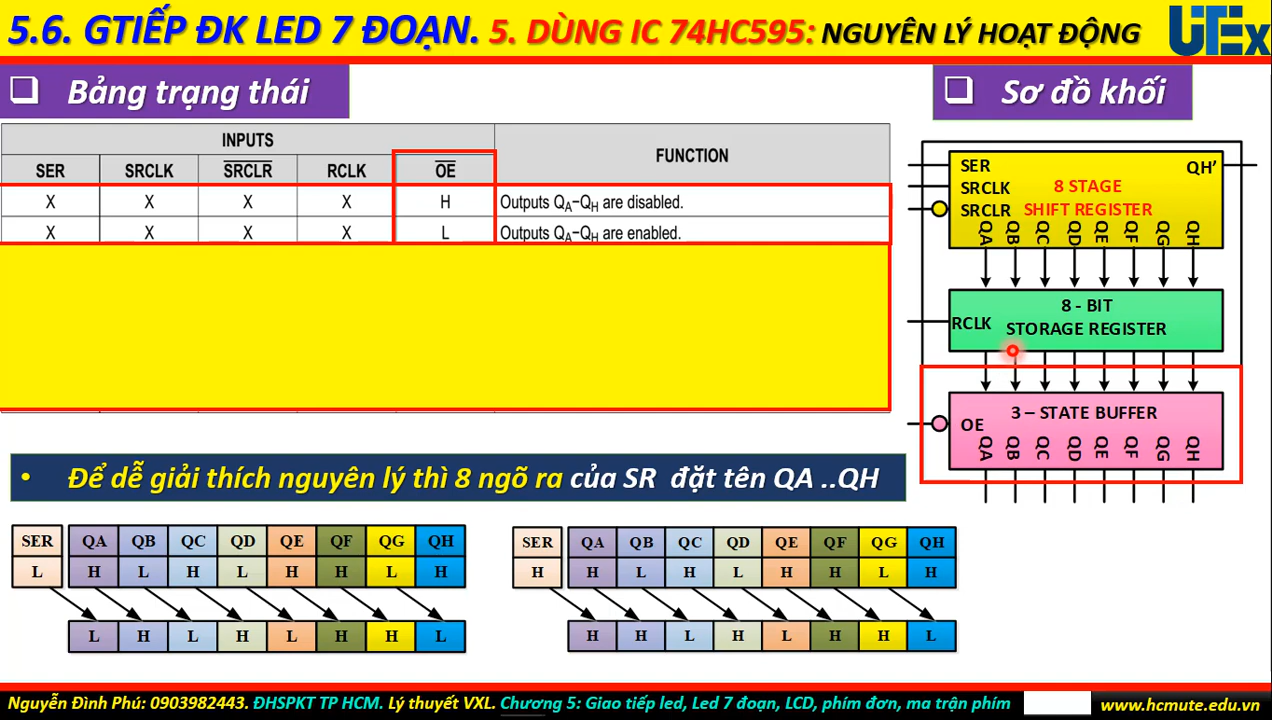 5.6. GTIẾP ĐK LED 7 ĐOẠN. 5. DÙNG IC 74HC595: NGUYÊN LÝ HOẠT ĐỘNG
UTEx
Bảng trạng thái
Sơ đồ khối
INPUTS
FUNCTION
SER SRCLK SRCLR RCLK OE
X X X X H Outputs QA−QH are disabled.
X X X X L Outputs QA−QH are enabled.
SER
SRCLK
SRCLR
8 STAGE
SHIFT REGISTER
QH'
QA QB QC QD QE QF QG QH
RCLK
8 - BIT
STORAGE REGISTER
3 – STATE BUFFER
OE
QA QB QC QD QE QF QG QH
• Để dễ giải thích nguyên lý thì 8 ngõ ra của SR đặt tên QA ..QH
SER QA QB QC QD QE QF QG QH
L H L H L H H L H
L H L H L H H L
SER QA QB QC QD QE QF QG QH
H H L H L H H L H
H H L H L H H L
Nguyễn Đình Phú: 0903982443. ĐHSPKT TP HCM. Lý thuyết VXL. Chương 5: Giao tiếp led, Led 7 đoạn, LCD, phím đơn, ma trận phím
www.hcmute.edu.vn